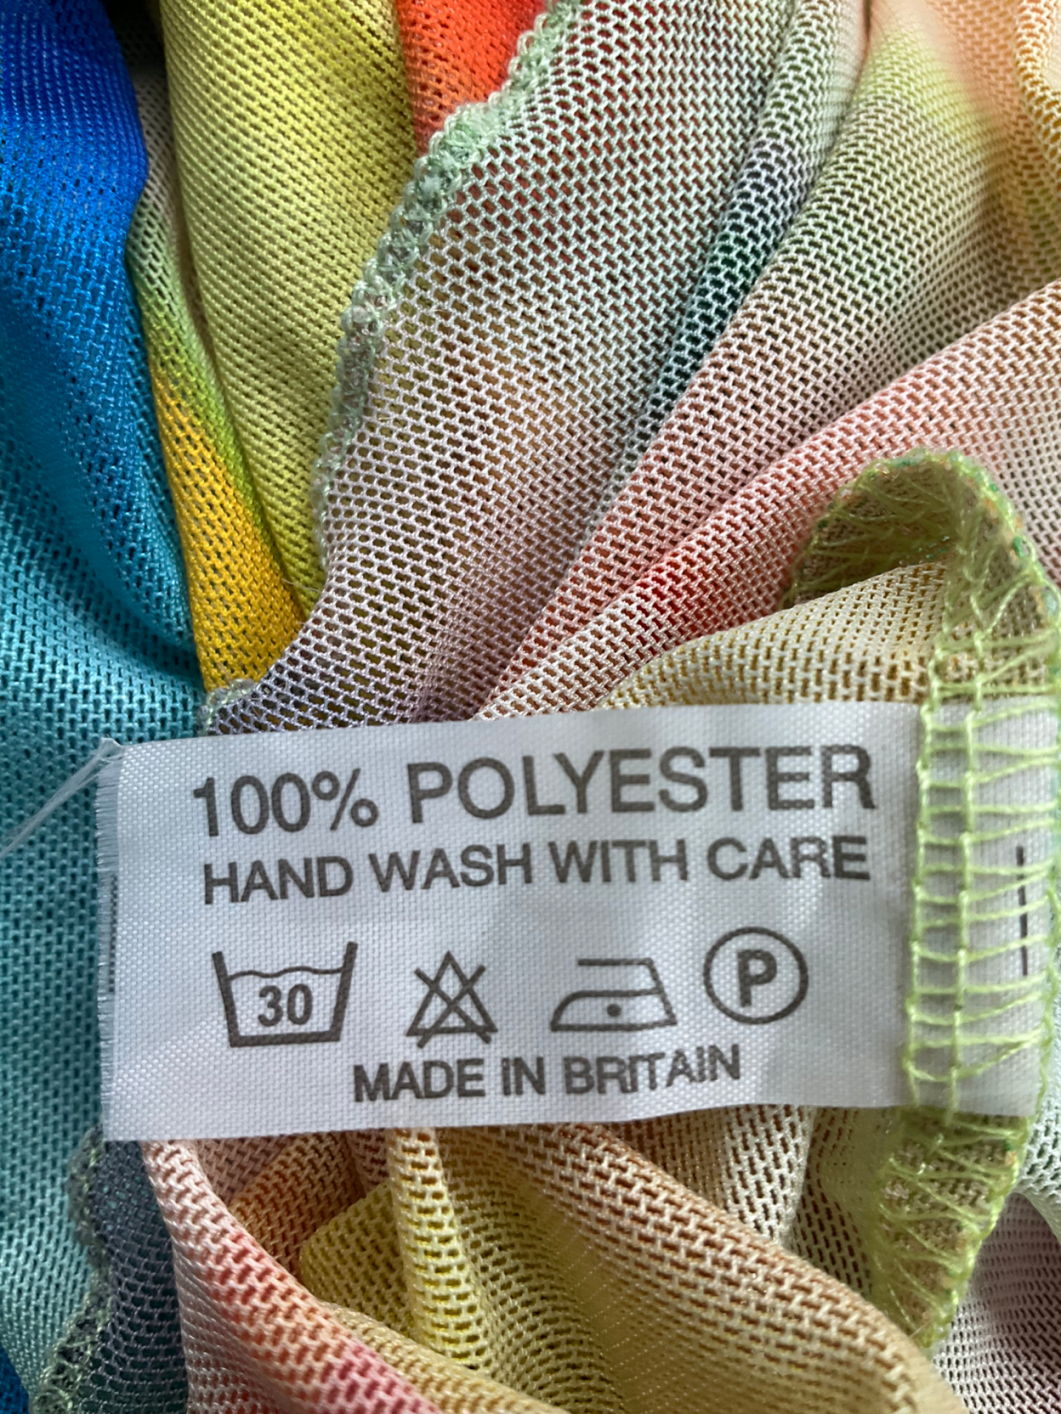 100% POLYESTER
HAND WASH WITH CARE
30 P
MADE IN BRITAIN